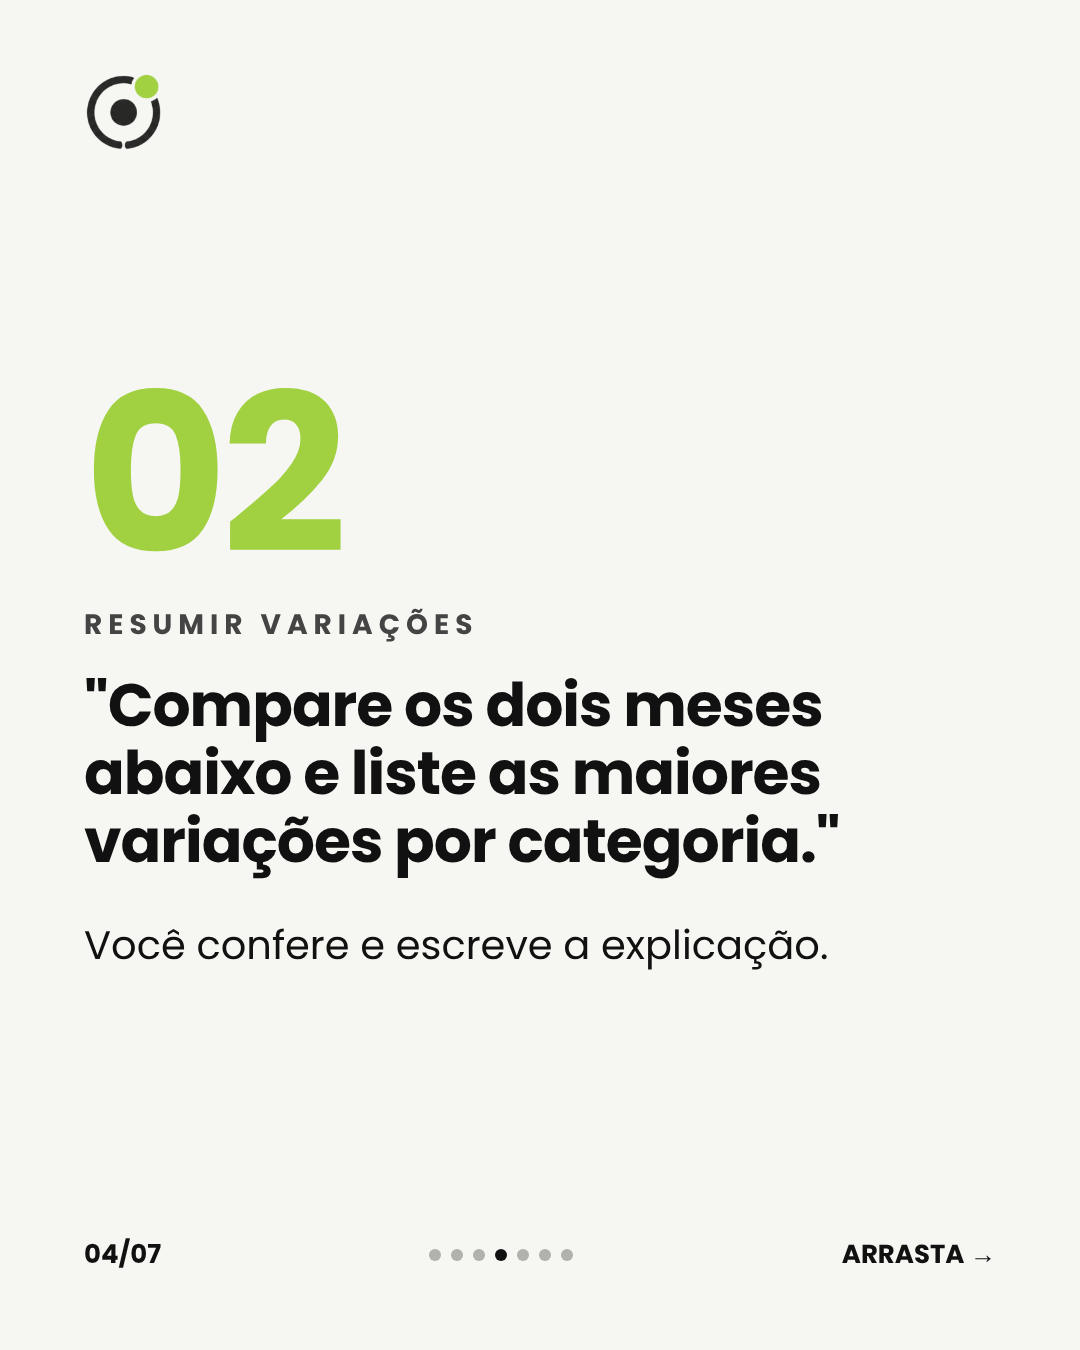 02
RESUMIR VARIAÇÕES
"Compare os dois meses
abaixo e liste as maiores
variações por categoria."
Você confere e escreve a explicação.
04/07
ARRASTA →